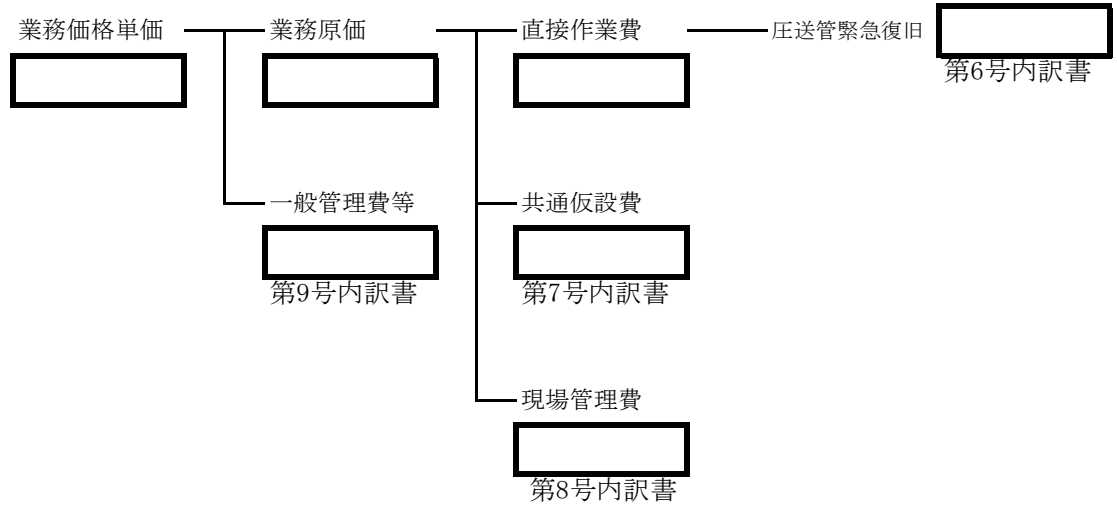 業務価格単価
業務原価
直接作業費
圧送管緊急復旧
第6号内訳書
一般管理費等
共通仮設費
第9号内訳書
第7号内訳書
現場管理費
第8号内訳書